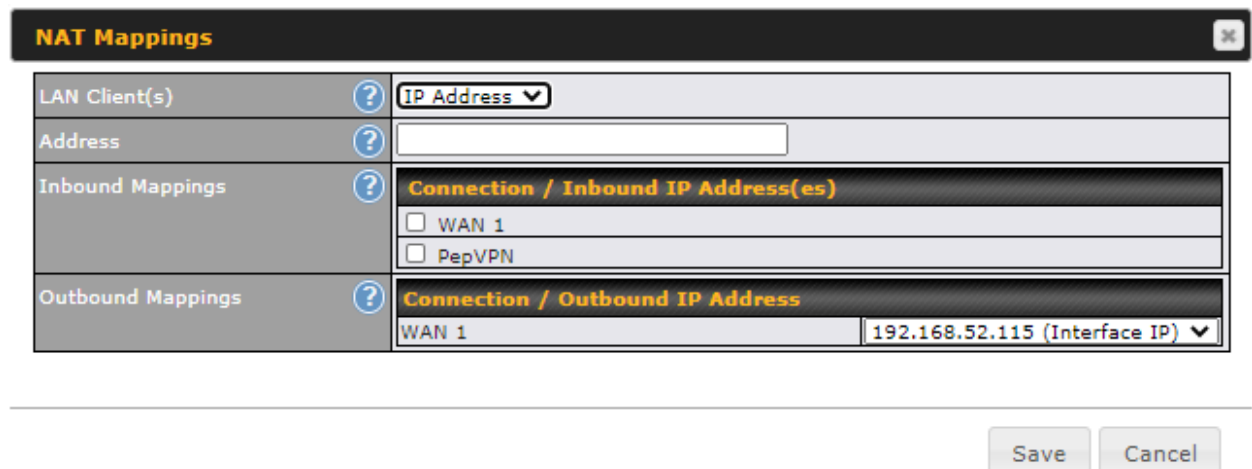 NAT Mappings
LAN Client(s) ? IP Address
Address ?
Inbound Mappings ? Connection / Inbound IP Address(es)
WAN 1
PepVPN
Outbound Mappings ? Connection / Outbound IP Address
WAN 1 192.168.52.115 (Interface IP)
Save Cancel